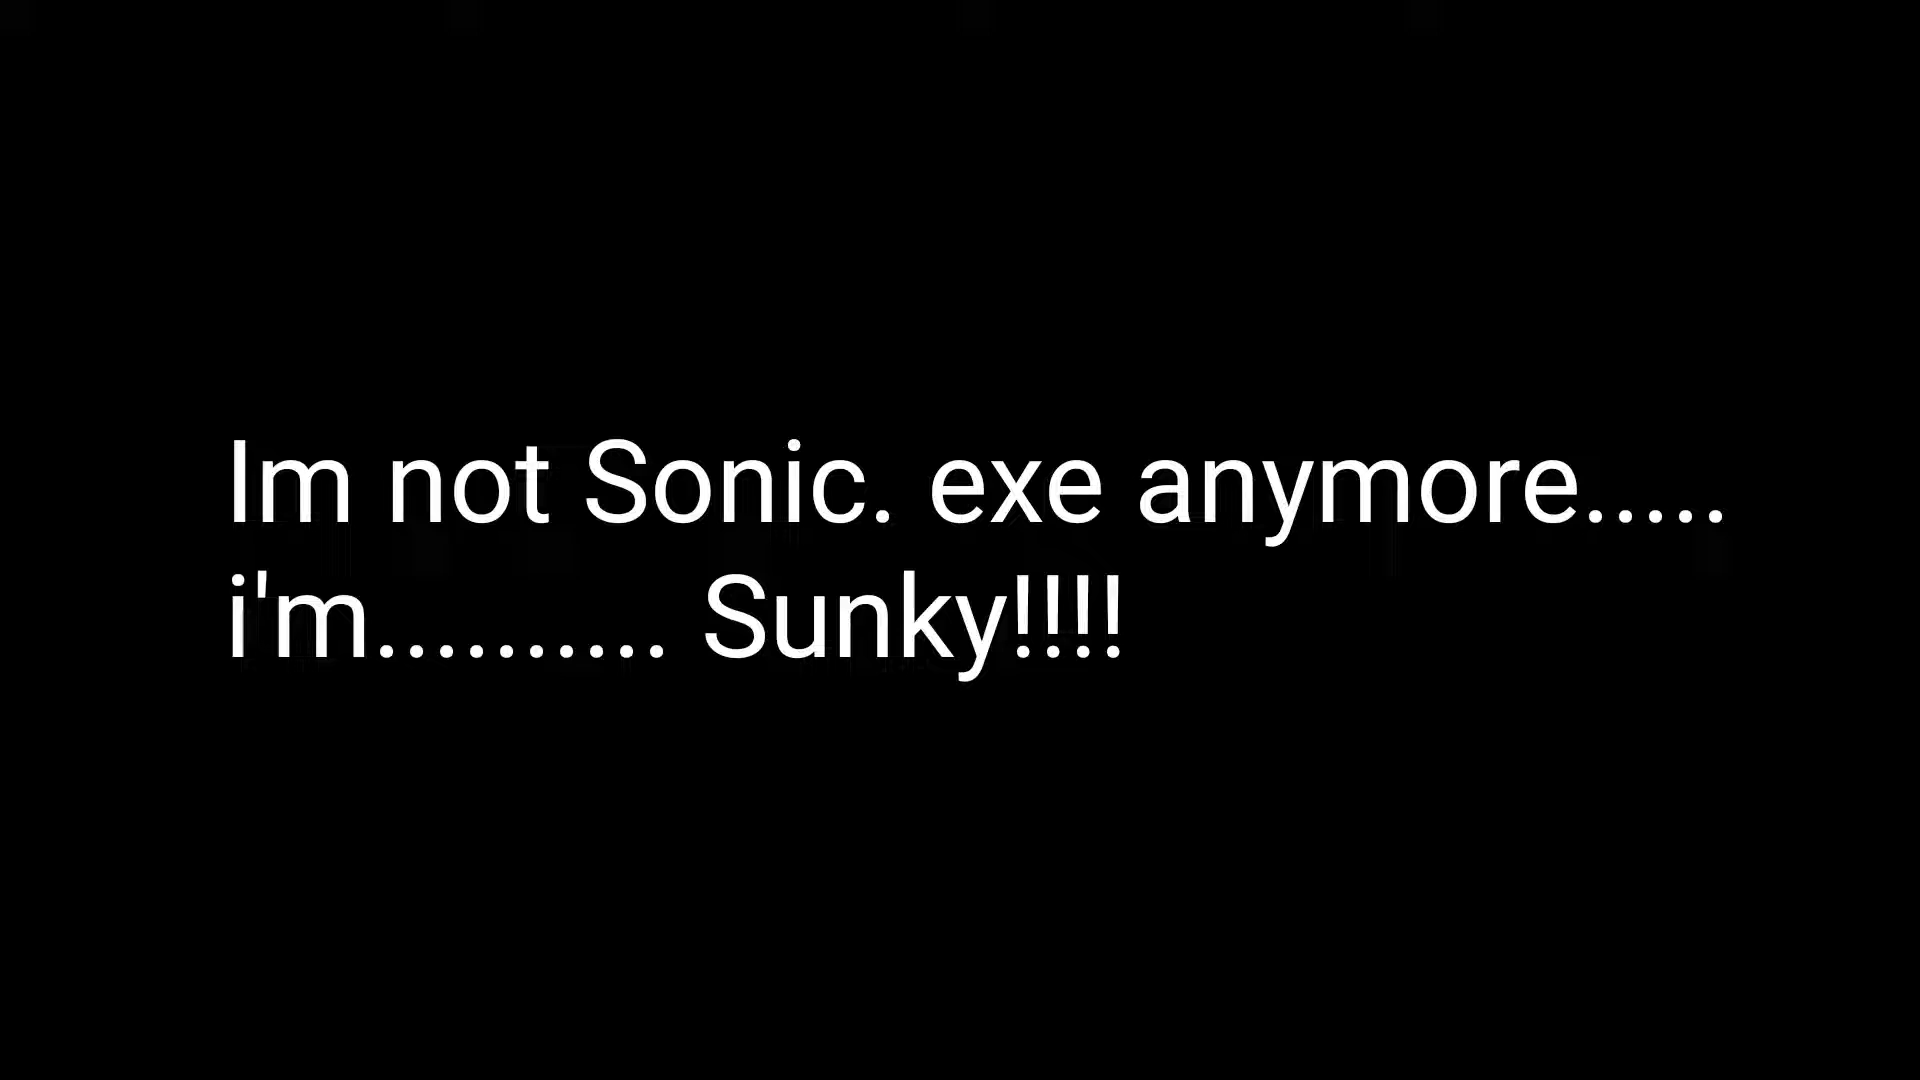 Im not Sonic. exe anymore.....
i'm.......... Sunky!!!!